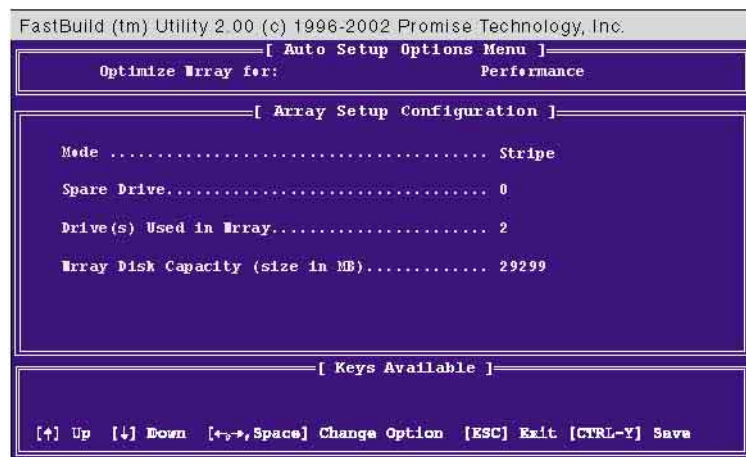 FastBuild (tm) Utility 2.00 (c) 1996-2002 Promise Technology, Inc.
[ Auto Setup Options Menu ]
Optimize Array for: Performance
[ Array Setup Configuration ]
Mode ........................................ Stripe
Spare Drive.................................. 0
Drive(s) Used in Array....................... 2
Array Disk Capacity (size in MB)............. 29299
[ Keys Available ]
[↑] Up [↓] Down [←,→,Space] Change Option [ESC] Exit [CTRL-Y] Save